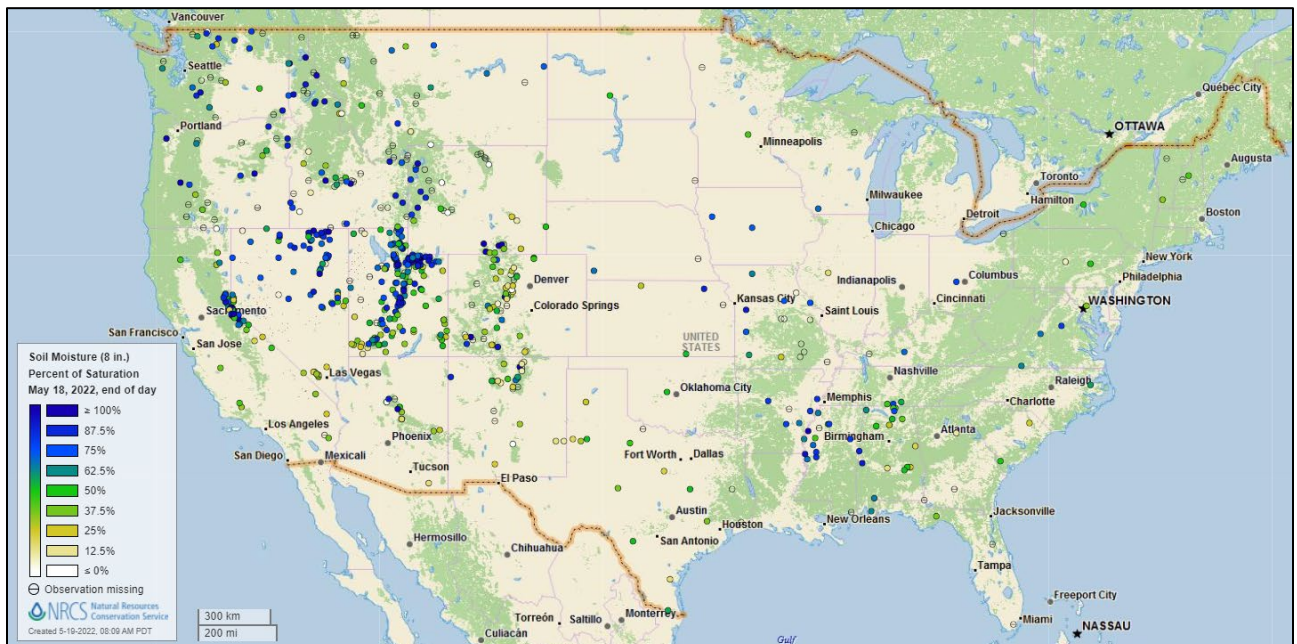 Vancouver
Seattle
Portland
Québec City
OTTAWA
Augusta
Minneapolis
Toronto
Hamilton
Milwaukee
Detroit
Boston
Chicago
New York
Philadelphia
Denver
Indianapolis
Columbus
WASHINGTON
Colorado Springs
Kansas City
Cincinnati
Sacramento
Saint Louis
San Francisco
San Jose
UNITED
STATES
Las Vegas
Nashville
Raleigh
Oklahoma City
Memphis
Charlotte
Los Angeles
Phoenix
Birmingham
Atlanta
San Diego
Mexicali
Tucson
Fort Worth
Dallas
El Paso
Austin
Jacksonville
Houston
New Orleans
San Antonio
Hermosillo
Chihuahua
Tampa
Freeport City
Monterrey
Miami
Torreón
Saltillo
Culiacán
Gulf
NASSAU
Soil Moisture (8 in.)
Percent of Saturation
May 18, 2022, end of day
≥ 100%
87.5%
75%
62.5%
50%
37.5%
25%
12.5%
≤ 0%
Observation missing
NRCS Natural Resources
Conservation Service
Created 5-19-2022, 08:09 AM PDT
300 km
200 mi